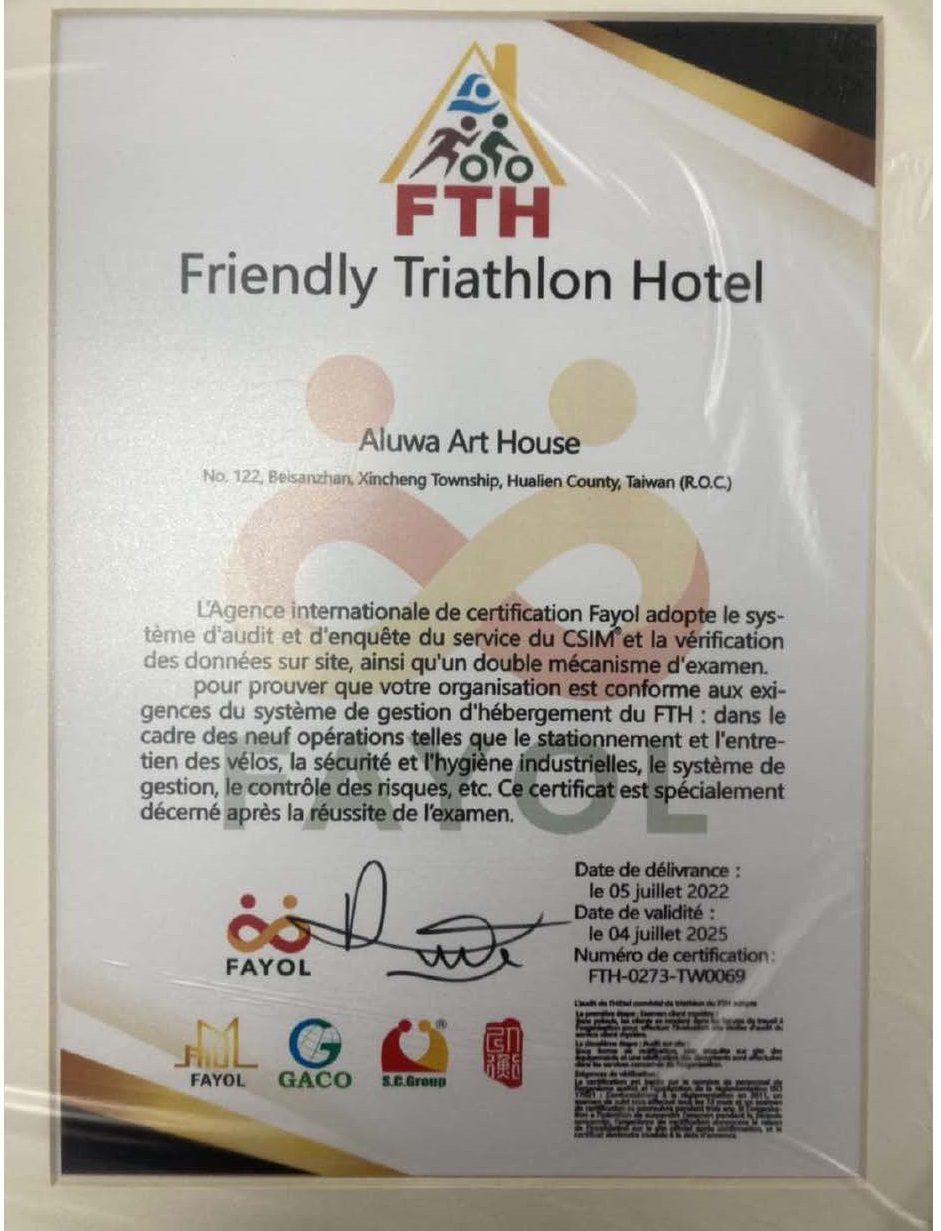 FTH
Friendly Triathlon Hotel
Aluwa Art House
No. 122, Beisanzhan, Xincheng Township, Hualien County, Taiwan (R.O.C.)
L'Agence internationale de certification Fayol adopte le sys-
tème d'audit et d'enquête du service du CSIM® et la vérification
des données sur site, ainsi qu'un double mécanisme d'examen.
pour prouver que votre organisation est conforme aux exi-
gences du système de gestion d'hébergement du FTH : dans le
cadre des neuf opérations telles que le stationnement et l'entre-
tien des vélos, la sécurité et l'hygiène industrielles, le système de
gestion, le contrôle des risques, etc. Ce certificat est spécialement
décerné après la réussite de l'examen.
FAYOL
Date de délivrance :
le 05 juillet 2022
Date de validité :
le 04 juillet 2025
Numéro de certification:
FTH-0273-TW0069
FAYOL
FAYOL
GACO
S.C.Group